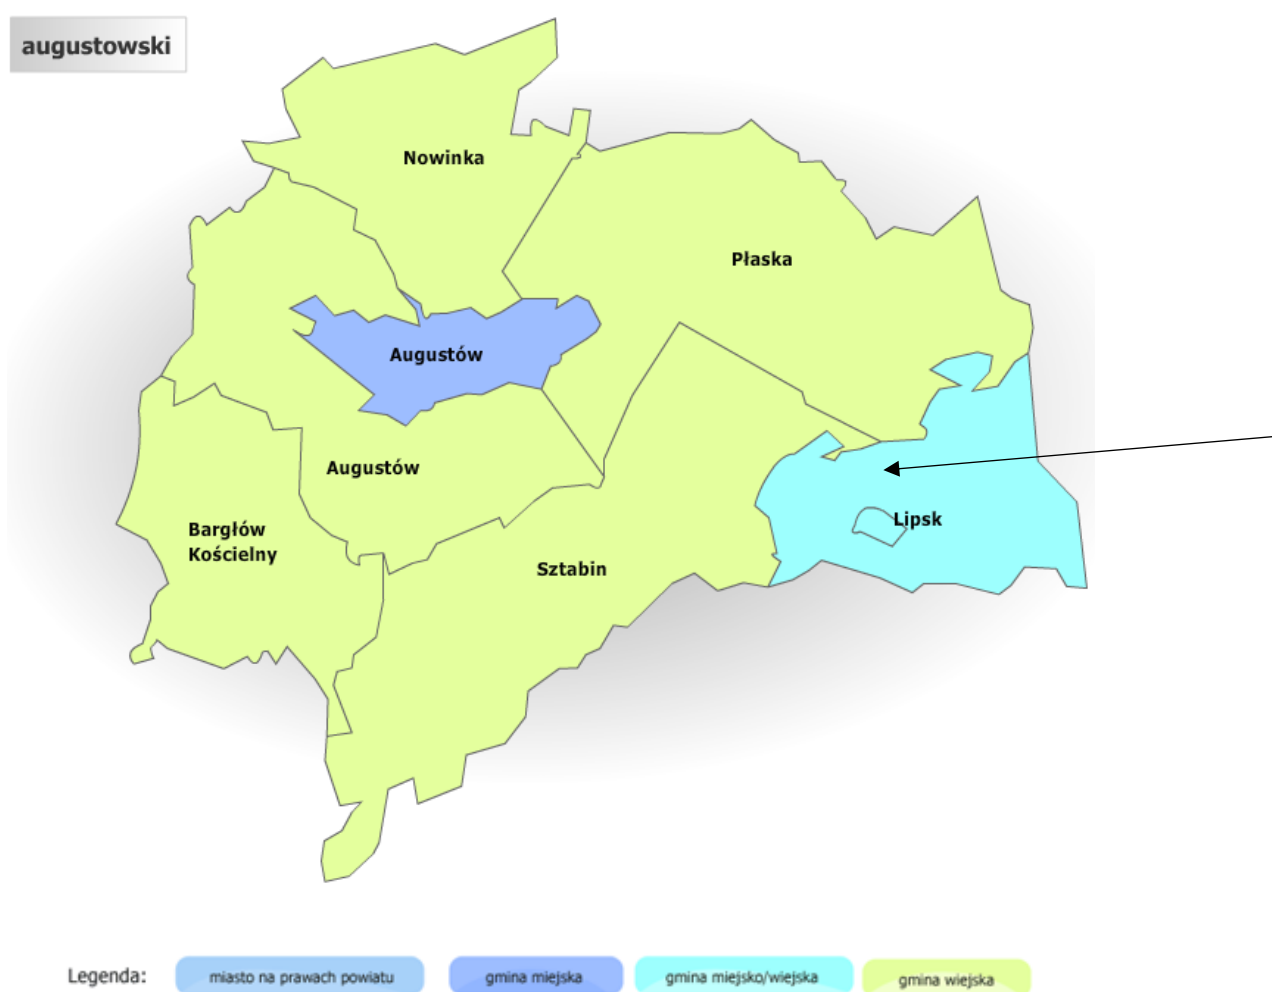 augustowski
Nowinka
Płaska
Augustów
Augustów
Lipsk
Bargłów
Kościelny
Sztabin
Legenda:
miasto na prawach powiatu
gmina miejska
gmina miejsko/wiejska
gmina wiejska